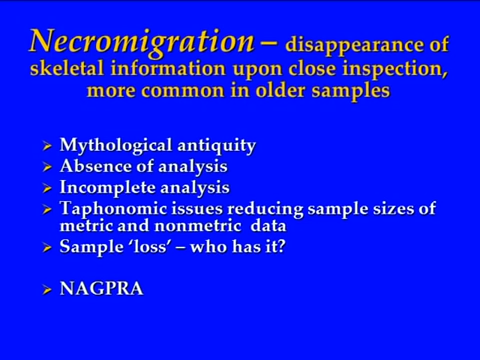 Necromigration – disappearance of
skeletal information upon close inspection,
more common in older samples
➢ Mythological antiquity
➢ Absence of analysis
➢ Incomplete analysis
➢ Taphonomic issues reducing sample sizes of
metric and nonmetric data
➢ Sample ‘loss’ – who has it?
➢ NAGPRA